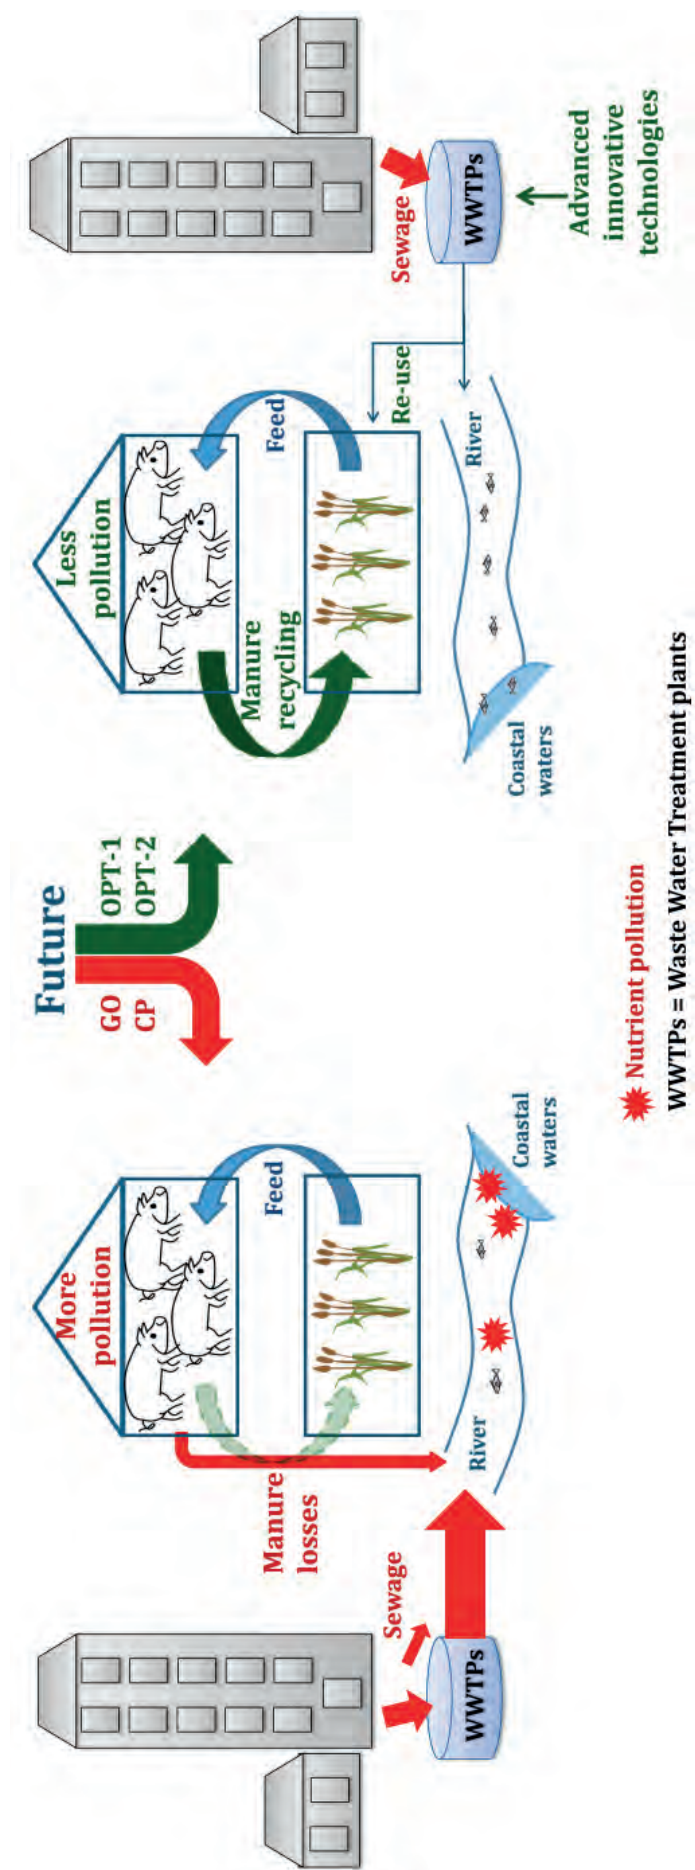 Future
GO
CP
OPT-1
OPT-2
More
pollution
Feed
Manure
losses
Sewage
WWTPs
River
Coastal
waters
Less
pollution
Feed
Manure
recycling
Re-use
Sewage
WWTPs
River
Coastal
waters
Advanced
innovative
technologies
Nutrient pollution
WWTPs = Waste Water Treatment plants